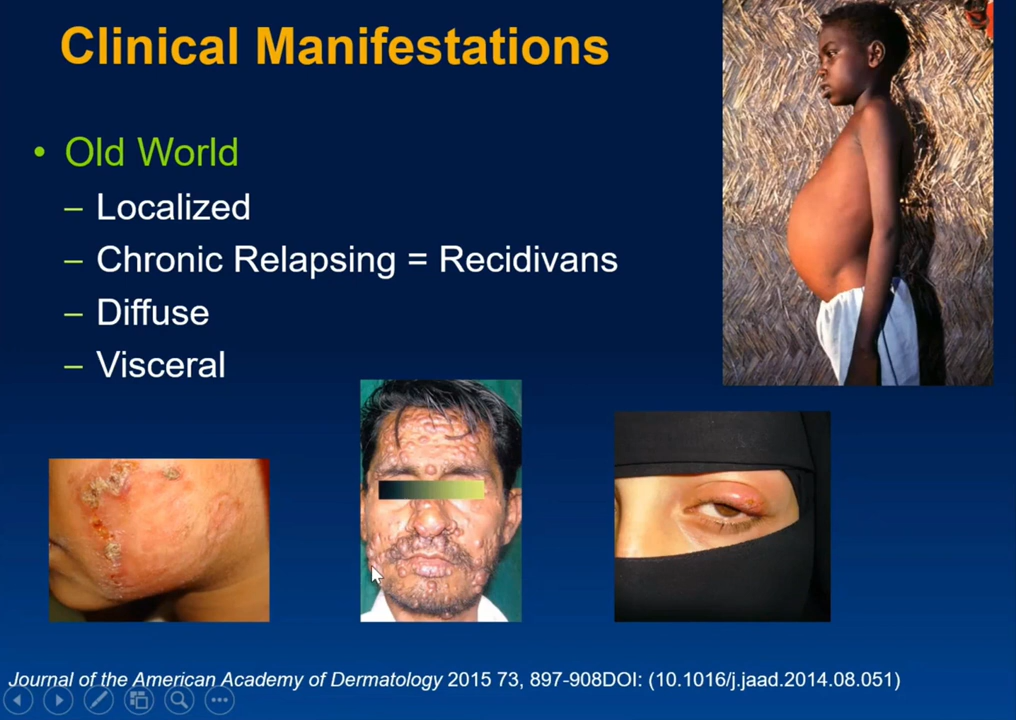 Clinical Manifestations
• Old World
– Localized
– Chronic Relapsing = Recidivans
– Diffuse
– Visceral
Journal of the American Academy of Dermatology 2015 73, 897-908DOI: (10.1016/j.jaad.2014.08.051)